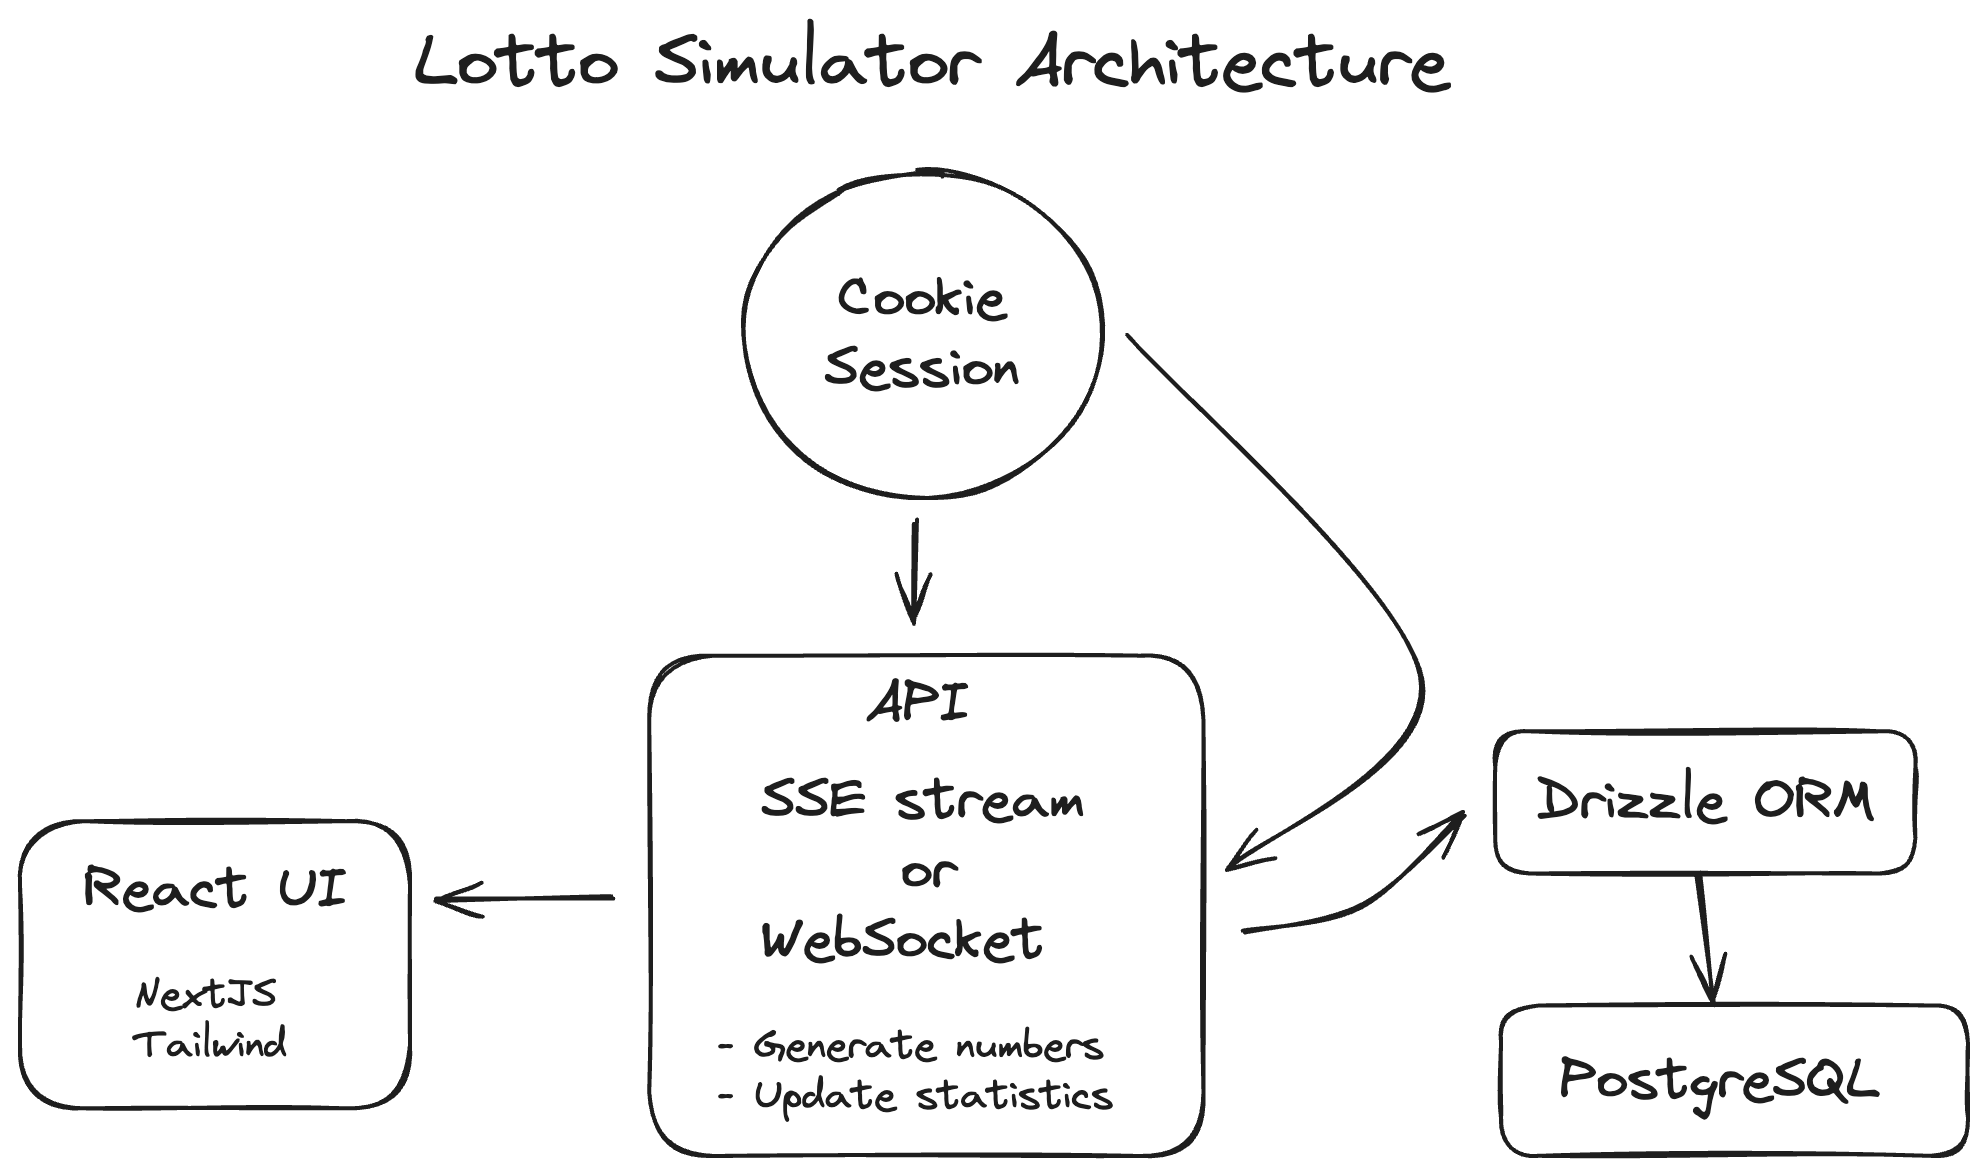 Lotto Simulator Architecture
Cookie
Session
API
SSE stream
or
WebSocket
- Generate numbers
- Update statistics
React UI
NextJS
Tailwind
Drizzle ORM
PostgreSQL